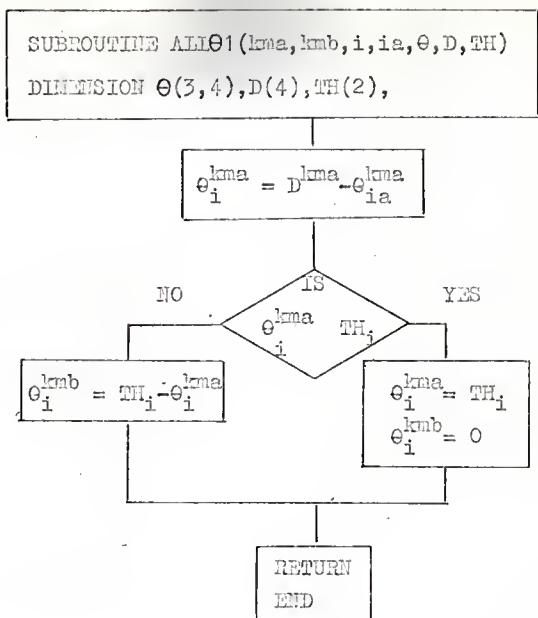 SUBROUTINE ALLΘ1(kma,kmb,i,ia,Θ,D,TH)
DIMENSION Θ(3,4),D(4),TH(2),
Θ_i^kma = D^kma-Θ_ia^kma
IS
NO
YES
Θ_i^kma TH_i
Θ_i^kmb = TH_i-Θ_i^kma
Θ_i^kma = TH_i
Θ_i^kmb = 0
RETURN
END